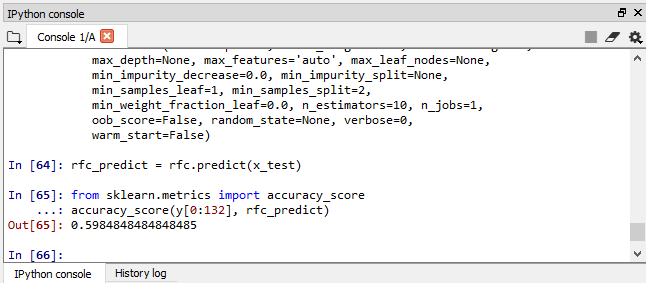 IPython console
Console 1/A
max_depth=None, max_features='auto', max_leaf_nodes=None,
min_impurity_decrease=0.0, min_impurity_split=None,
min_samples_leaf=1, min_samples_split=2,
min_weight_fraction_leaf=0.0, n_estimators=10, n_jobs=1,
oob_score=False, random_state=None, verbose=0,
warm_start=False)
In [64]: rfc_predict = rfc.predict(x_test)
In [65]: from sklearn.metrics import accuracy_score
...: accuracy_score(y[0:132], rfc_predict)
Out[65]: 0.5984848484848485
In [66]:
IPython console History log